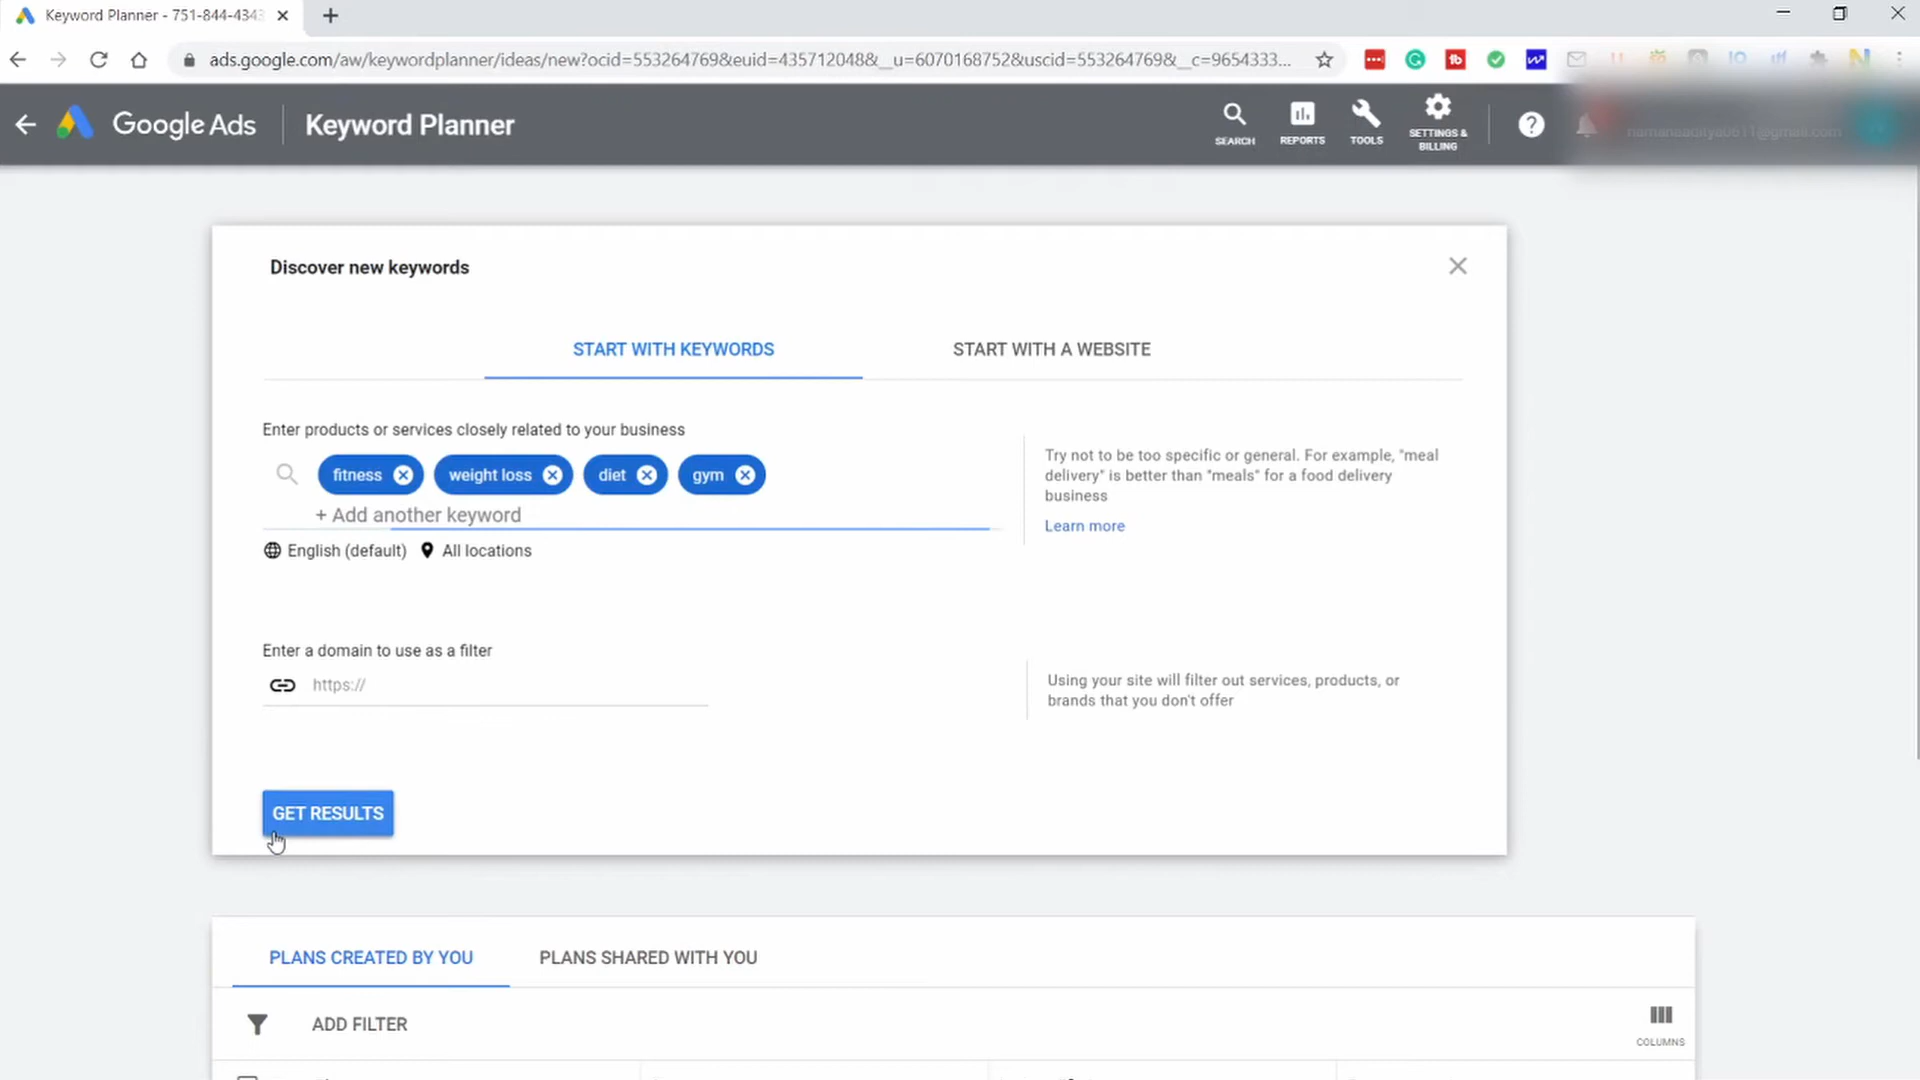 Keyword Planner - 751-844-4343
ads.google.com/aw/keywordplanner/ideas/new?ocid=553264769&euid=4357120488&__u=6070168752&uscid=553264769&__c=9654333...
Google Ads
Keyword Planner
SEARCH
REPORTS
TOOLS
SETTINGS &
BILLING
Discover new keywords
START WITH KEYWORDS
START WITH A WEBSITE
Enter products or services closely related to your business
fitness
weight loss
diet
gym
+ Add another keyword
English (default)
All locations
Try not to be too specific or general. For example, "meal
delivery" is better than "meals" for a food delivery
business
Learn more
Enter a domain to use as a filter
https://
Using your site will filter out services, products, or
brands that you don't offer
GET RESULTS
PLANS CREATED BY YOU
PLANS SHARED WITH YOU
ADD FILTER
COLUMNS